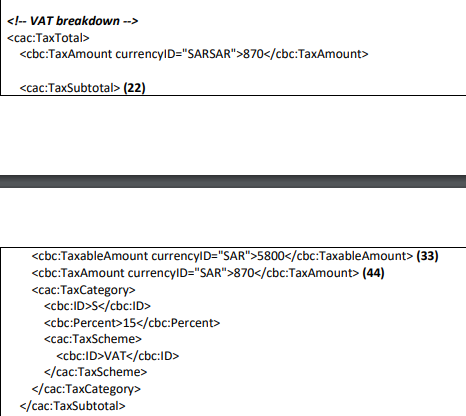 <!-- VAT breakdown -->
<cac:TaxTotal>
<cbc:TaxAmount currencyID="SARSAR">870</cbc:TaxAmount>
<cac:TaxSubtotal> (22)
<cbc:TaxableAmount currencyID="SAR">5800</cbc:TaxableAmount> (33)
<cbc:TaxAmount currencyID="SAR">870</cbc:TaxAmount> (44)
<cac:TaxCategory>
<cbc:ID>S</cbc:ID>
<cbc:Percent>15</cbc:Percent>
<cac:TaxScheme>
<cbc:ID>VAT</cbc:ID>
</cac:TaxScheme>
</cac:TaxCategory>
</cac:TaxSubtotal>